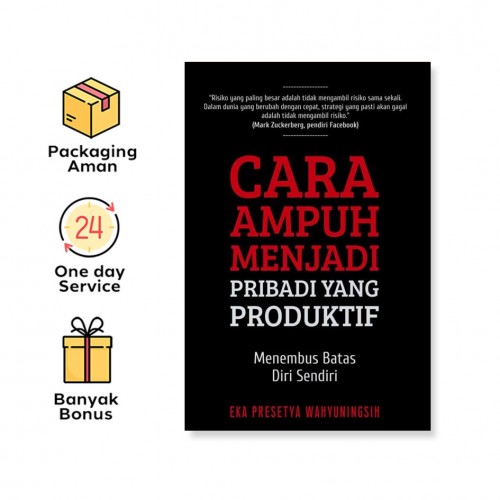 Packaging
Aman
24
One day
Service
Banyak
Bonus
"Risiko yang paling besar adalah tidak mengambil risiko sama sekali.
Dalam dunia yang berubah dengan cepat, strategi yang pasti akan gagal
adalah tidak mengambil risiko."
(Mark Zuckerberg, pendiri Facebook)
CARA
AMPUH
MENJADI
PRIBADI YANG
PRODUKTIF
Menembus Batas
Diri Sendiri
EKA PRESETYA WAHYUNINGSIH